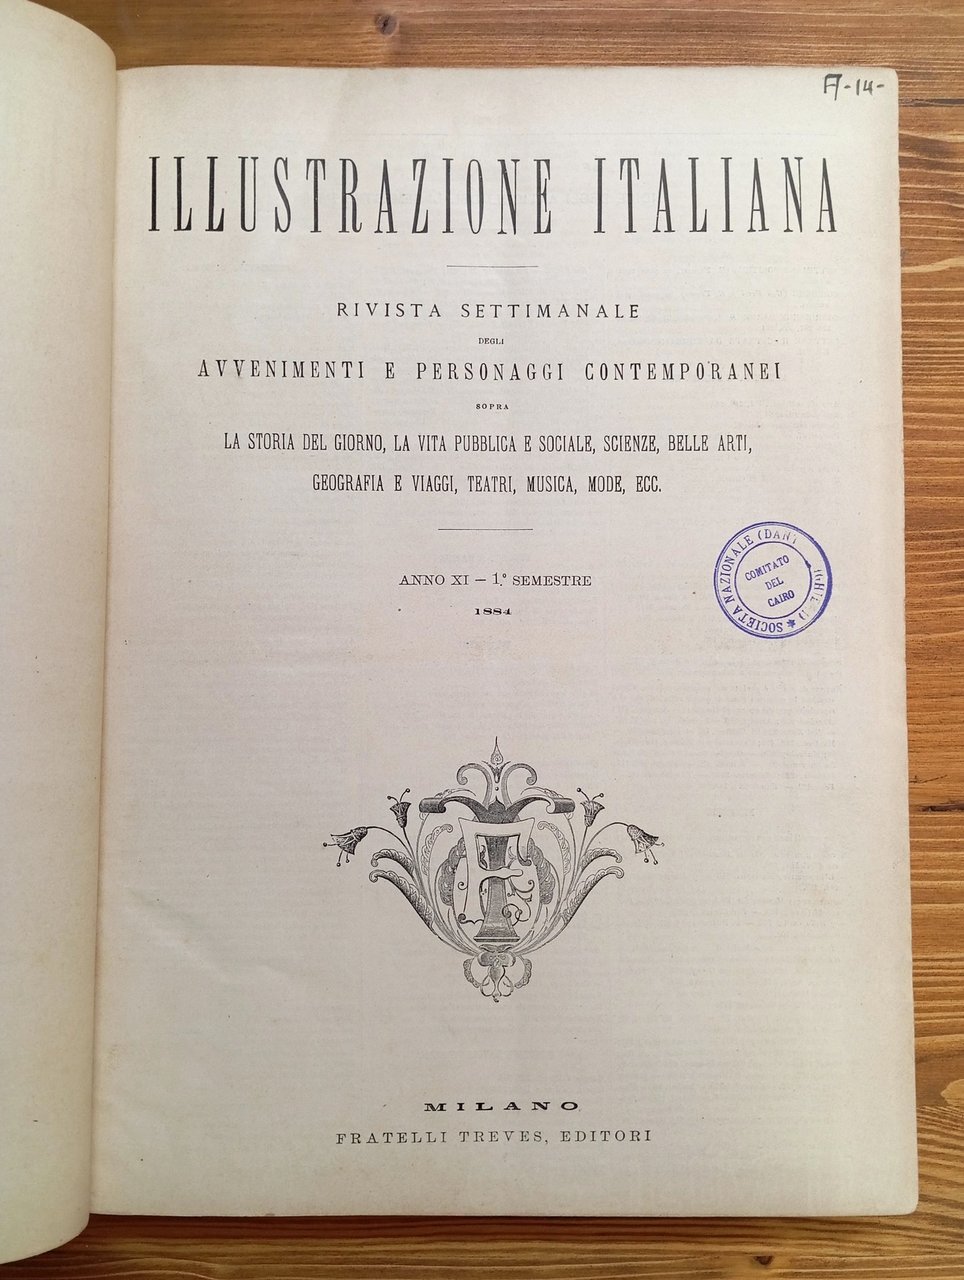 A-14-
ILLUSTRAZIONE ITALIANA
RIVISTA SETTIMANALE
DEGLI
AVVENIMENTI E PERSONAGGI CONTEMPORANEI
SOPRA
LA STORIA DEL GIORNO, LA VITA PUBBLICA E SOCIALE, SCIENZE, BELLE ARTI,
GEOGRAFIA E VIAGGI, TEATRI, MUSICA, MODE, ECC.
ANNO XI — 1.º SEMESTRE
1884
SOCIETA NAZIONALE
COMITATO
DEL
CAIRO
MILANO
FRATELLI TREVES, EDITORI